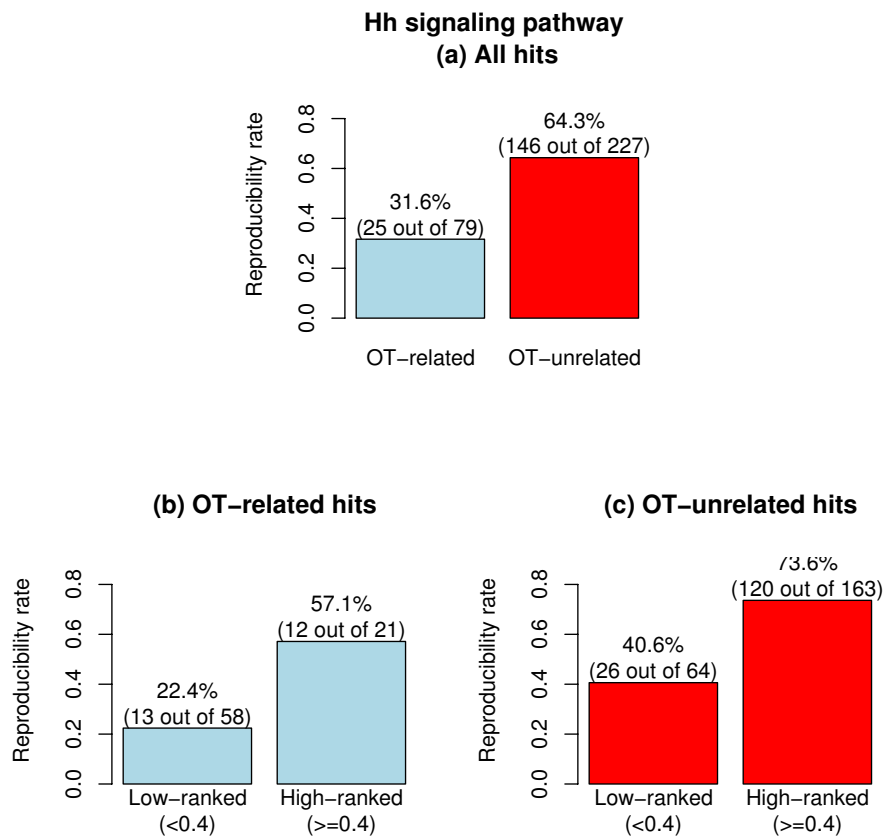 Hh signaling pathway
(a) All hits
Reproducibility rate
0.0 0.2 0.4 0.6 0.8
31.6%
(25 out of 79)
64.3%
(146 out of 227)
OT−related OT−unrelated
(b) OT−related hits
Reproducibility rate
0.0 0.2 0.4 0.6 0.8
22.4%
(13 out of 58)
57.1%
(12 out of 21)
Low−ranked High−ranked
(<0.4) (>=0.4)
(c) OT−unrelated hits
Reproducibility rate
0.0 0.2 0.4 0.6 0.8
40.6%
(26 out of 64)
73.6%
(120 out of 163)
Low−ranked High−ranked
(<0.4) (>=0.4)